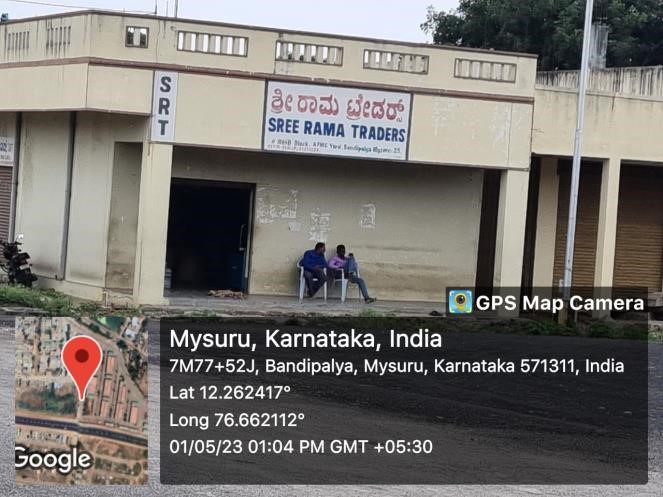 SRT
ಶ್ರೀ ರಾಮ ಟ್ರೇಡರ್ಸ್
SREE RAMA TRADERS
Block, APMC Yard, Bandipalya Mysore-25.
GPS Map Camera
Mysuru, Karnataka, India
7M77+52J, Bandipalya, Mysuru, Karnataka 571311, India
Lat 12.262417°
Long 76.662112°
01/05/23 01:04 PM GMT +05:30
Google